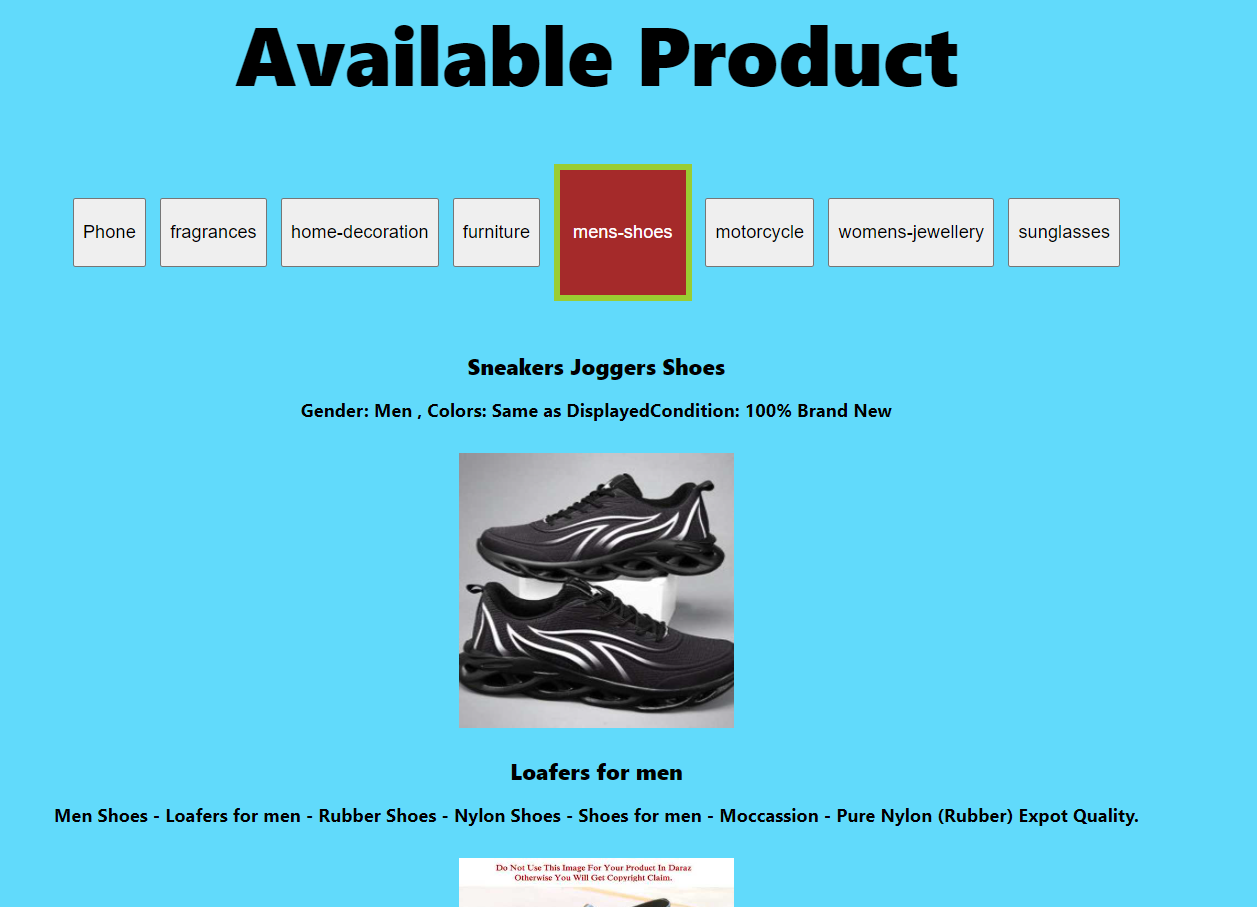 Available Product
Phone fragrances home-decoration furniture mens-shoes motorcycle womens-jewellery sunglasses
Sneakers Joggers Shoes
Gender: Men , Colors: Same as DisplayedCondition: 100% Brand New
Loafers for men
Men Shoes - Loafers for men - Rubber Shoes - Nylon Shoes - Shoes for men - Moccassion - Pure Nylon (Rubber) Expot Quality.
Do Not Use This Image For Your Product In Daraz
Otherwise You Will Get Copyright Claim.